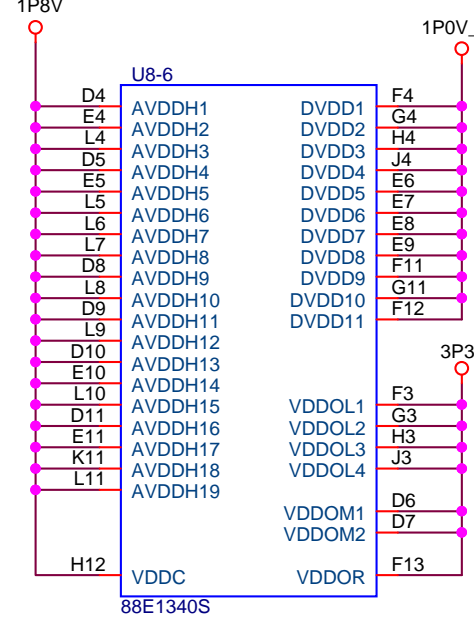 1P8V
1P0V_
U8-6
D4 AVDDH1 DVDD1 F4
E4 AVDDH2 DVDD2 G4
L4 AVDDH3 DVDD3 H4
D5 AVDDH4 DVDD4 J4
E5 AVDDH5 DVDD5 E6
L5 AVDDH6 DVDD6 E7
L6 AVDDH7 DVDD7 E8
L7 AVDDH8 DVDD8 E9
D8 AVDDH9 DVDD9 F11
L8 AVDDH10 DVDD10 G11
D9 AVDDH11 DVDD11 F12
L9 AVDDH12
D10 AVDDH13
3P3
E10 AVDDH14
L10 AVDDH15 VDDOL1 F3
D11 AVDDH16 VDDOL2 G3
E11 AVDDH17 VDDOL3 H3
K11 AVDDH18 VDDOL4 J3
L11 AVDDH19
VDDOM1 D6
VDDOM2 D7
H12 VDDC VDDOR F13
88E1340S